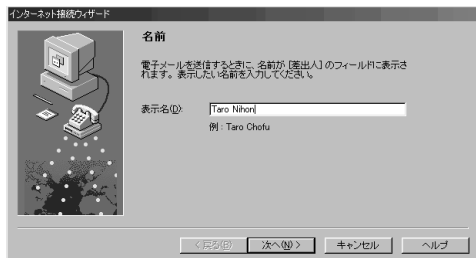 インターネット接続ウィザード
名前
電子メールを送信するときに、名前が [差出人] のフィールドに表示さ
れます。表示したい名前を入力してください。
表示名(D): Taro Nihon
例 : Taro Chofu
< 戻る(B) 次へ(N) > キャンセル ヘルプ